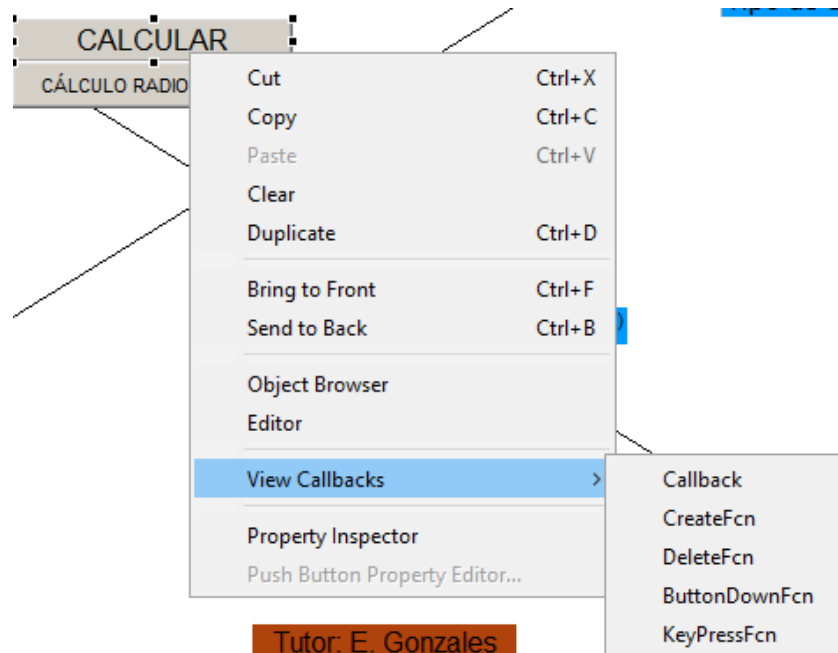 CALCULAR
CÁLCULO RADIO
Cut Ctrl+X
Copy Ctrl+C
Paste Ctrl+V
Clear
Duplicate Ctrl+D
Bring to Front Ctrl+F
Send to Back Ctrl+B
)
Object Browser
Editor
View Callbacks >
Callback
CreateFcn
Property Inspector
DeleteFcn
Push Button Property Editor...
ButtonDownFcn
KeyPressFcn
Tutor: E. Gonzales